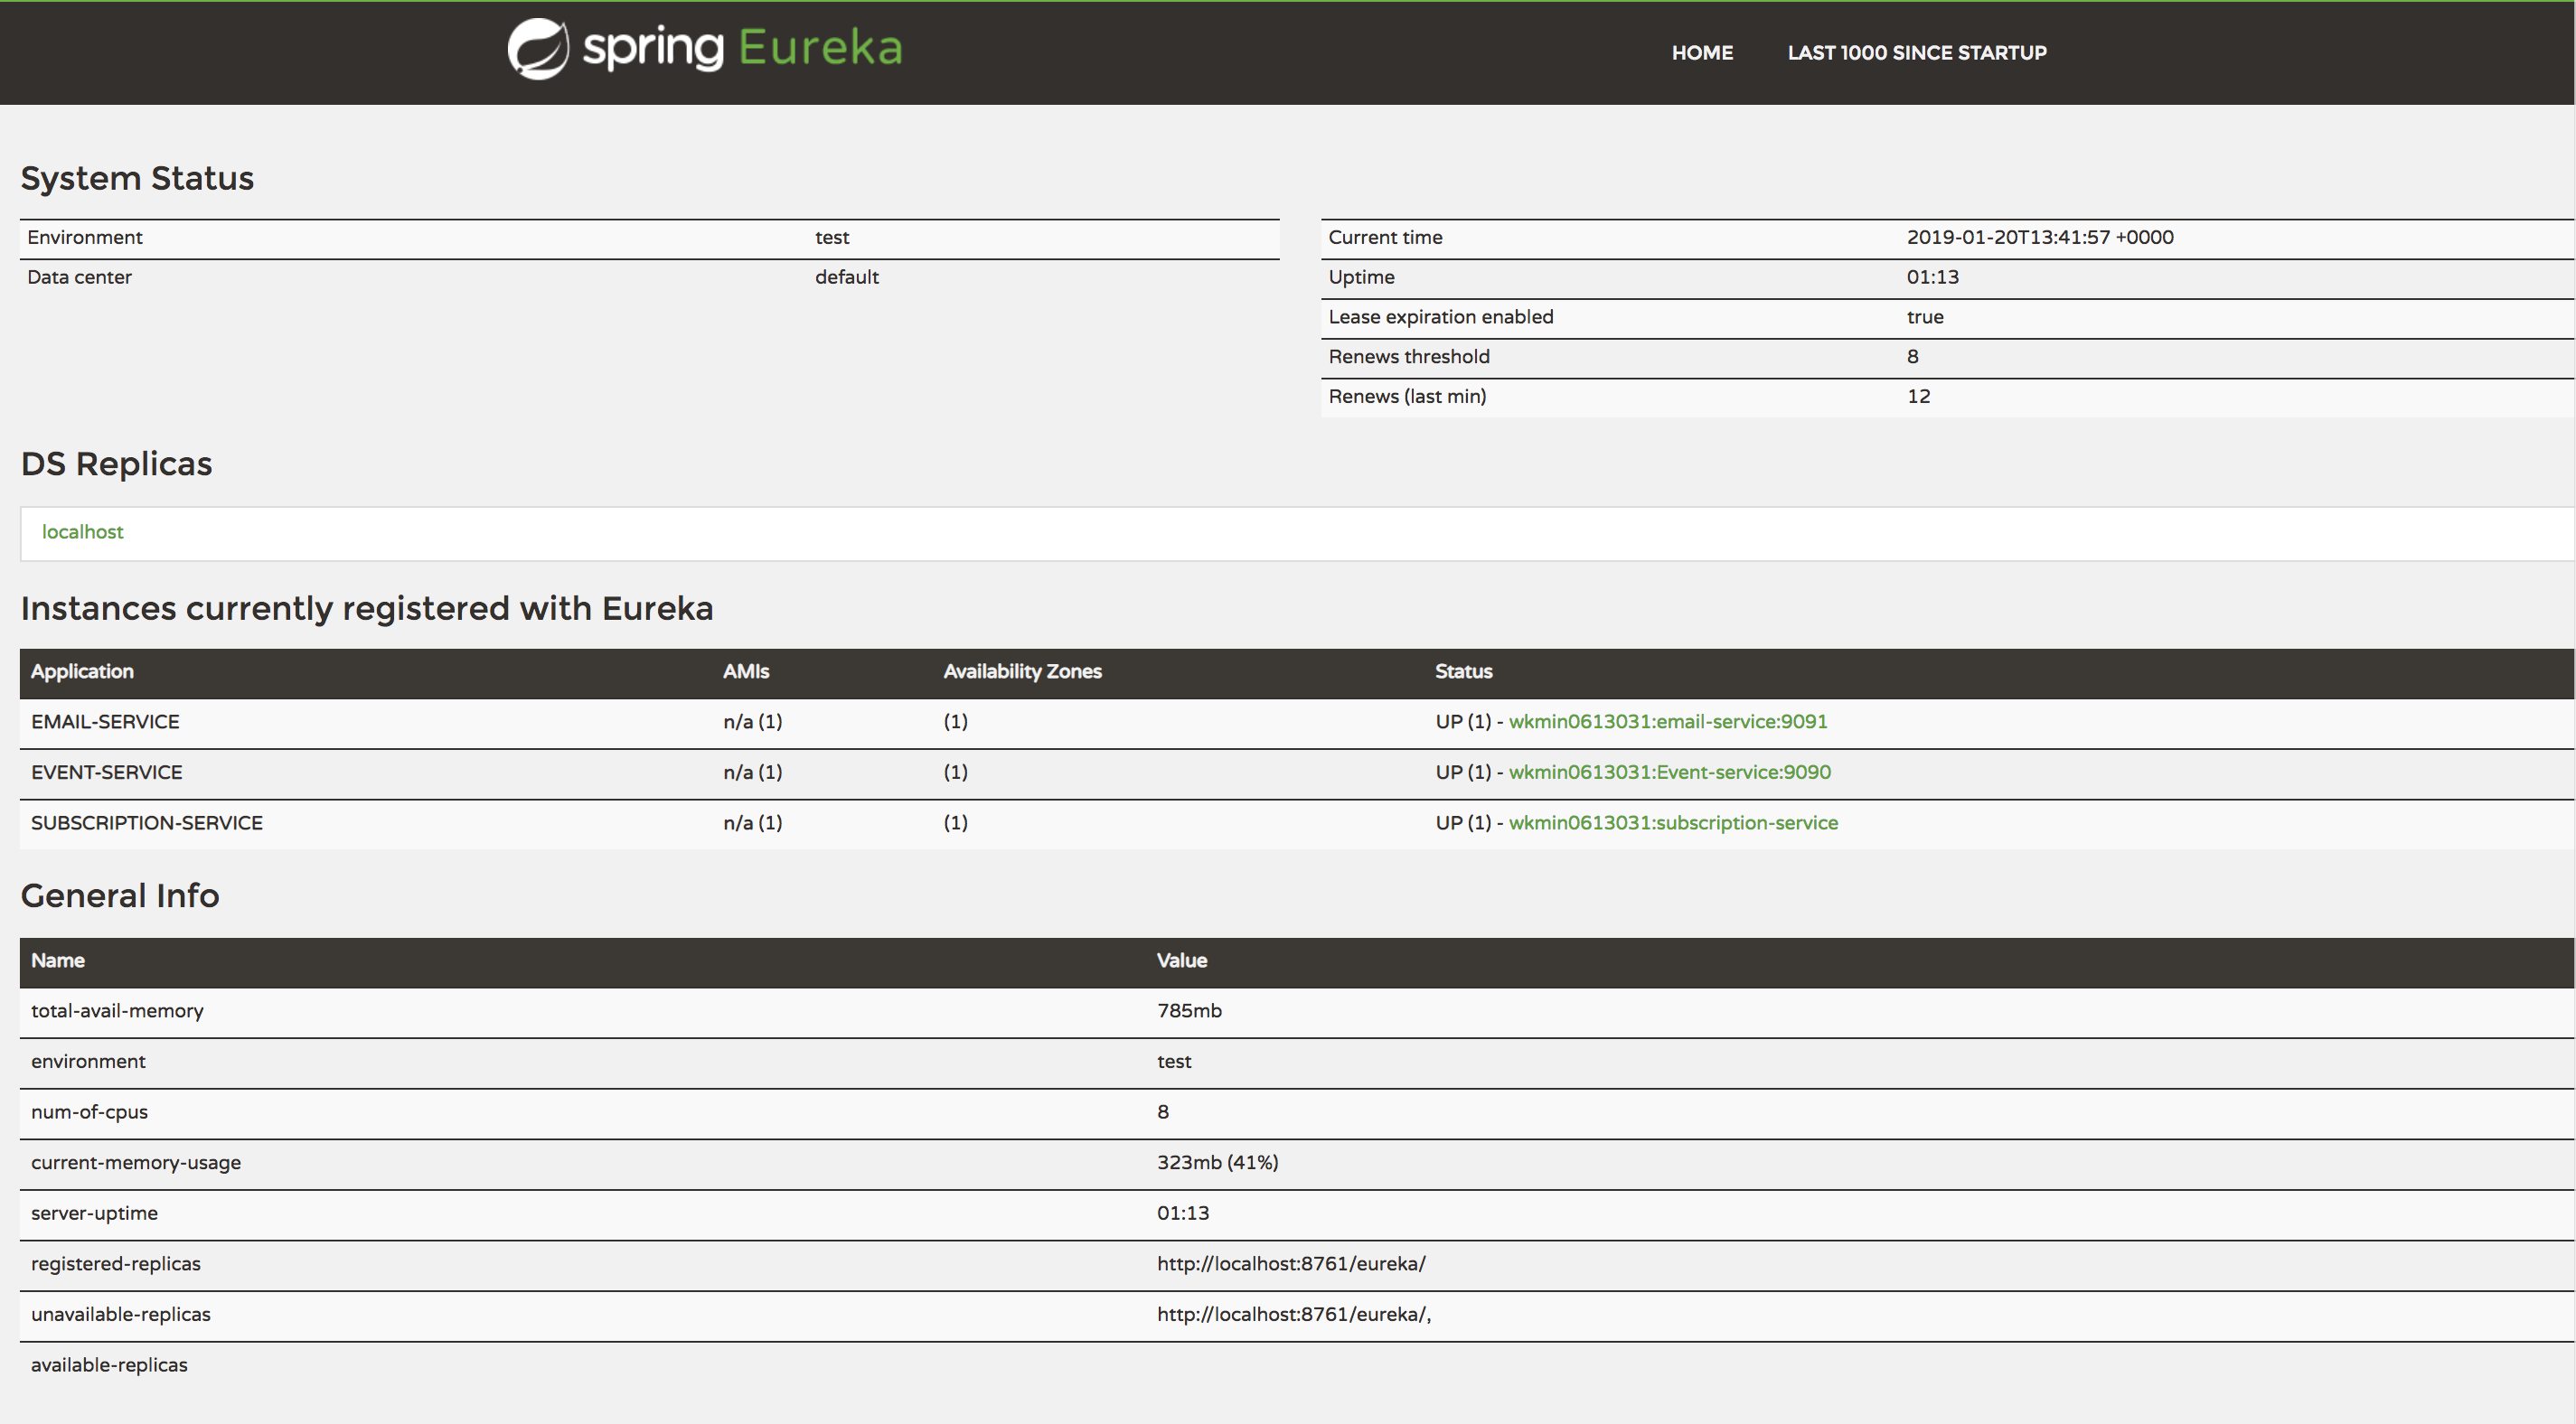 spring Eureka
HOME LAST 1000 SINCE STARTUP
System Status
Environment test
Data center default
Current time 2019-01-20T13:41:57 +0000
Uptime 01:13
Lease expiration enabled true
Renews threshold 8
Renews (last min) 12
DS Replicas
localhost
Instances currently registered with Eureka
Application AMIs Availability Zones Status
EMAIL-SERVICE n/a (1) (1) UP (1) - wkmin0613031:email-service:9091
EVENT-SERVICE n/a (1) (1) UP (1) - wkmin0613031:Event-service:9090
SUBSCRIPTION-SERVICE n/a (1) (1) UP (1) - wkmin0613031:subscription-service
General Info
Name Value
total-avail-memory 785mb
environment test
num-of-cpus 8
current-memory-usage 323mb (41%)
server-uptime 01:13
registered-replicas http://localhost:8761/eureka/
unavailable-replicas http://localhost:8761/eureka/,
available-replicas